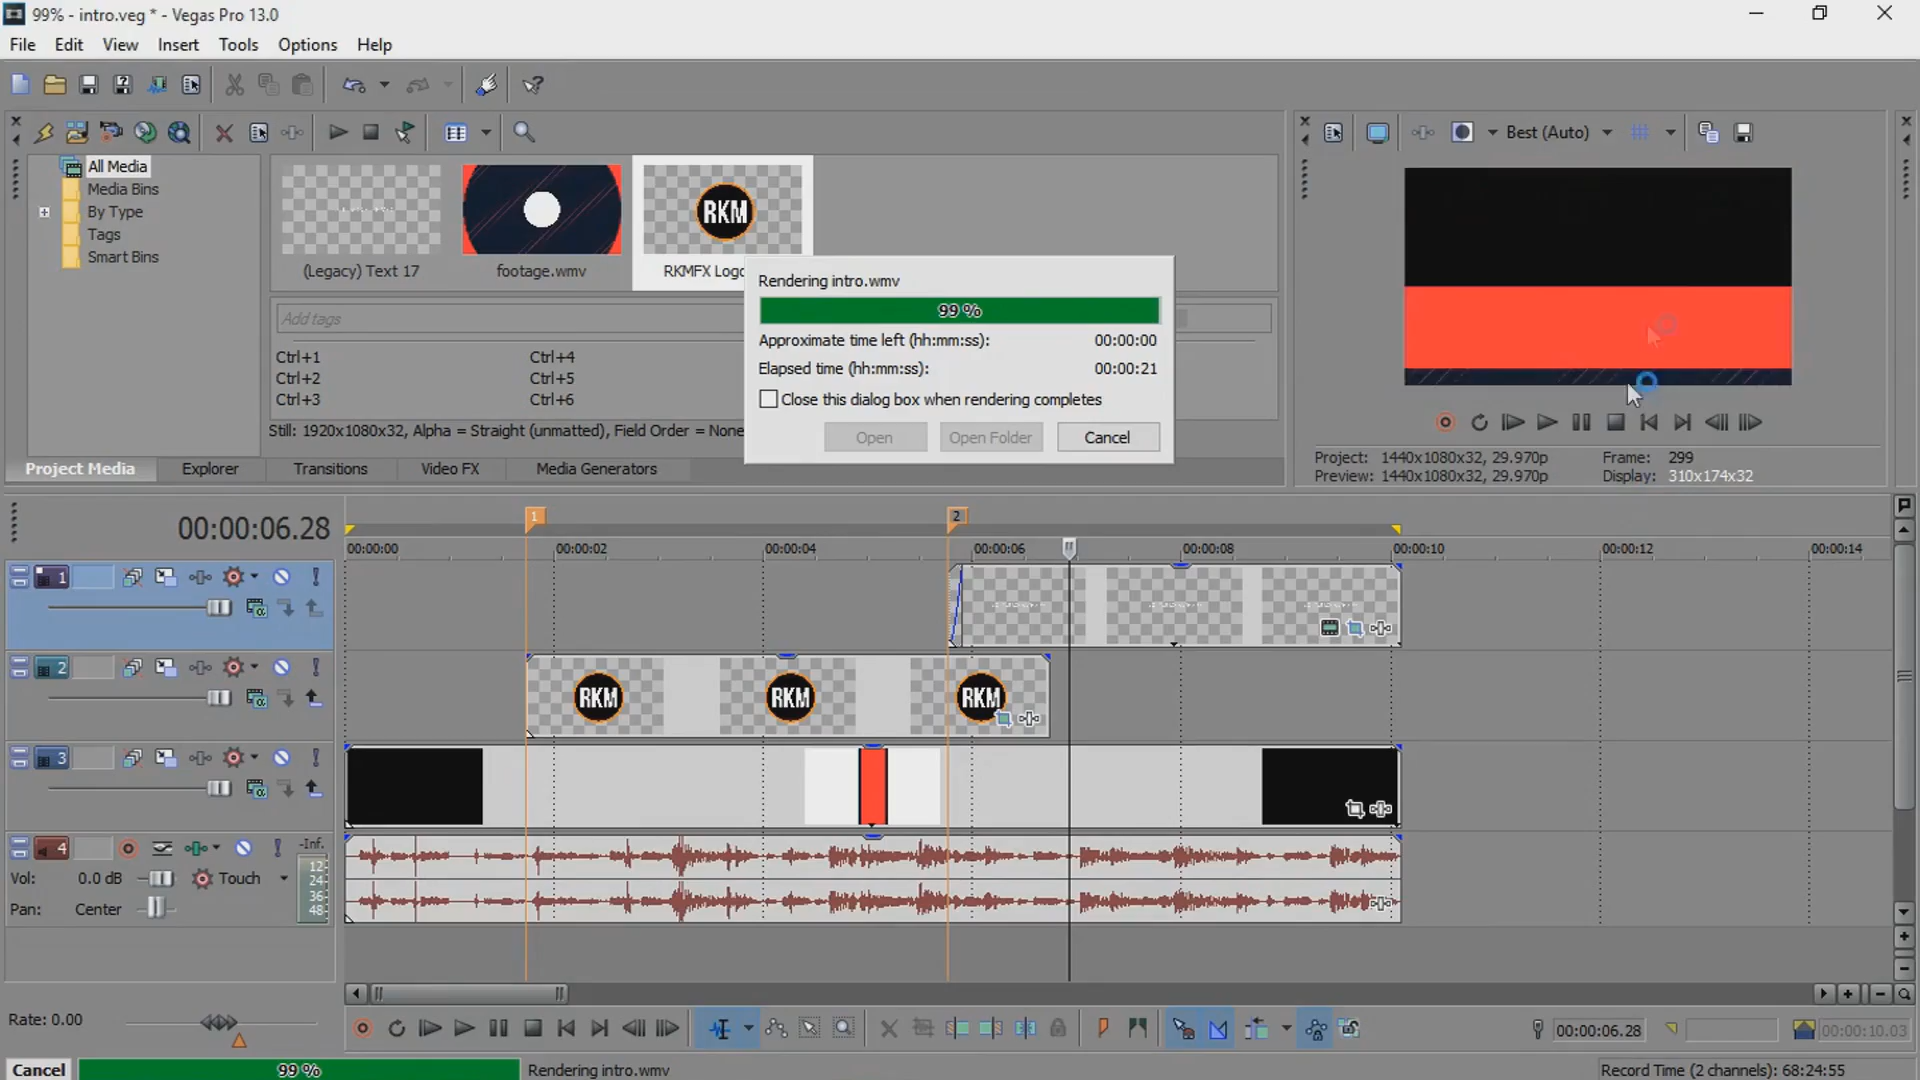 99% - intro.veg * - Vegas Pro 13.0
File Edit View Insert Tools Options Help
Best (Auto)
All Media
Media Bins
By Type
Tags
Smart Bins
RKM
(Legacy) Text 17
footage.wmv
RKMFX Logo
Add tags
Ctrl+1
Ctrl+4
Ctrl+2
Ctrl+5
Ctrl+3
Ctrl+6
Still: 1920x1080x32, Alpha = Straight (unmatted), Field Order = None
Rendering intro.wmv
99 %
Approximate time left (hh:mm:ss): 00:00:00
Elapsed time (hh:mm:ss): 00:00:21
Close this dialog box when rendering completes
Open
Open Folder
Cancel
Project: 1440x1080x32, 29.970p Frame: 299
Preview: 1440x1080x32, 29.970p Display: 310x174x32
Project Media
Explorer
Transitions
Video FX
Media Generators
00:00:06.28
1
2
00:00:00
00:00:02
00:00:04
00:00:06
00:00:08
00:00:10
00:00:12
00:00:14
1
2
RKM
RKM
RKM
3
4
-Inf.
Vol: 0.0 dB
Touch
12
24
36
48
Pan: Center
Rate: 0.00
00:00:06.28
00:00:10.03
Cancel
99 %
Rendering intro.wmv
Record Time (2 channels): 68:24:55